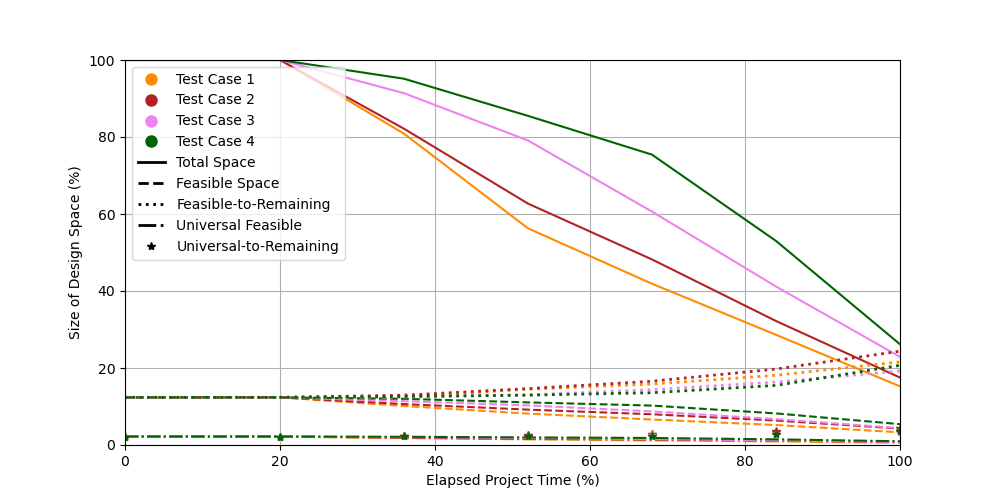 100
80
60
40
20
0
Size of Design Space (%)
Test Case 1
Test Case 2
Test Case 3
Test Case 4
Total Space
Feasible Space
Feasible-to-Remaining
Universal Feasible
Universal-to-Remaining
0 20 40 60 80 100
Elapsed Project Time (%)